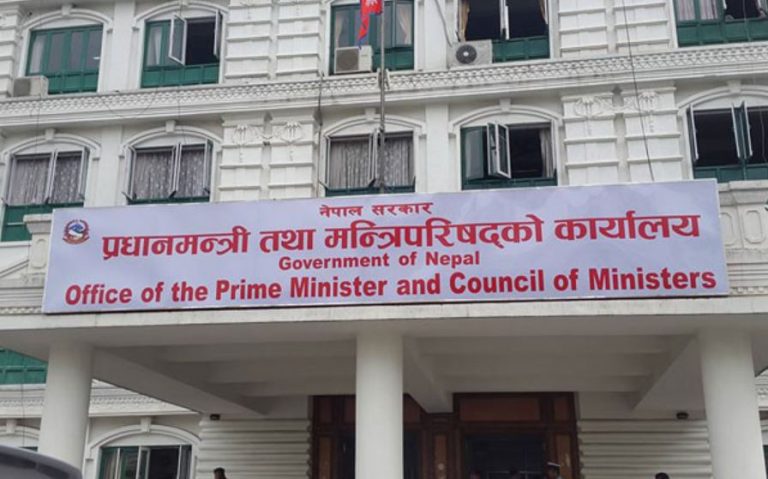 नेपाल सरकार
प्रधानमन्त्री तथा मन्त्रिपरिषद्को कार्यालय
Government of Nepal
Office of the Prime Minister and Council of Ministers